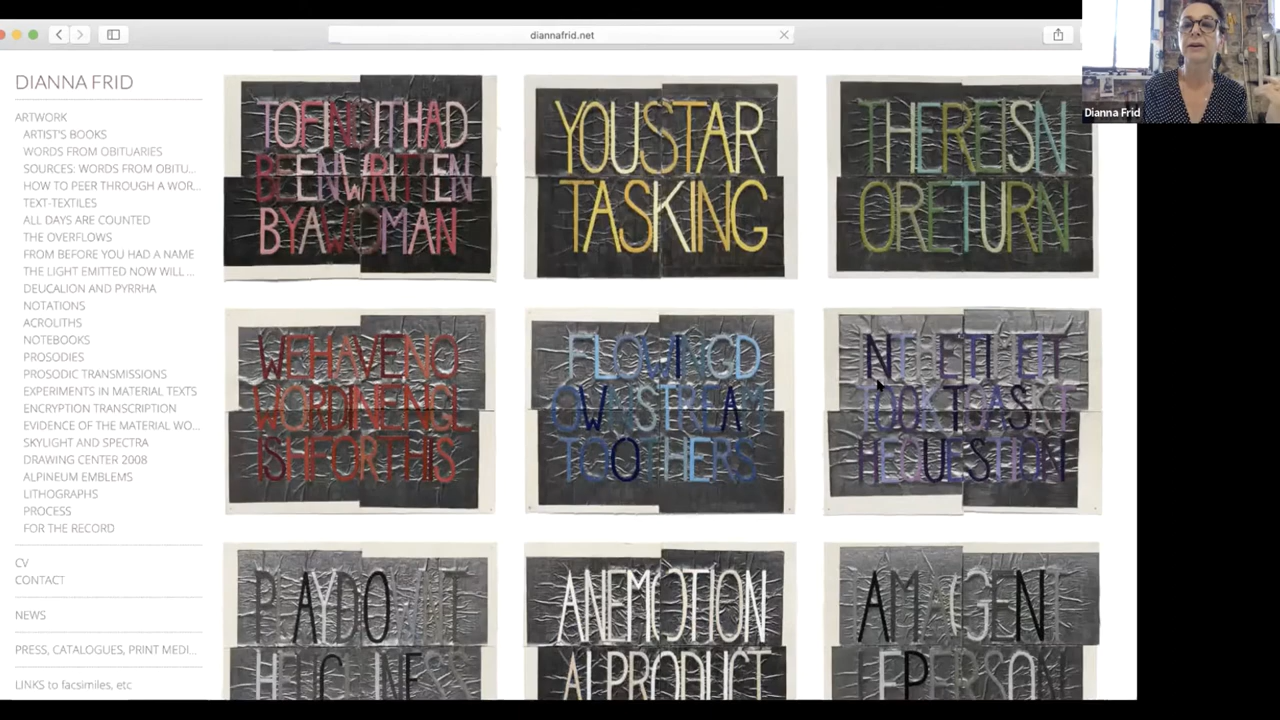 diannafrid.net
Dianna Frid
DIANNA FRID
ARTWORK
ARTIST'S BOOKS
WORDS FROM OBITUARIES
SOURCES: WORDS FROM OBITU...
HOW TO PEER THROUGH A WOR...
TEXT-TEXTILES
ALL DAYS ARE COUNTED
THE OVERFLOWS
FROM BEFORE YOU HAD A NAME
THE LIGHT EMITTED NOW WILL ...
DEUCALION AND PYRRHA
NOTATIONS
ACROLITHS
NOTEBOOKS
PROSODIES
PROSODIC TRANSMISSIONS
EXPERIMENTS IN MATERIAL TEXTS
ENCRYPTION TRANSCRIPTION
EVIDENCE OF THE MATERIAL WO...
SKYLIGHT AND SPECTRA
DRAWING CENTER 2008
ALPINEUM EMBLEMS
LITHOGRAPHS
PROCESS
FOR THE RECORD
CV
CONTACT
NEWS
PRESS, CATALOGUES, PRINT MEDI...
LINKS to facsimiles, etc
BEENWRITTEN
BYAWOMAN
YOUSTAR
TASKING
THEREISN
ORETURN
WEHAVENO
WORDINENGL
ISHFORTHIS
FLOWINGD
OWNSTREAM
TOOTHERS
NTHETIMEIT
TOOKTOASKT
HEQUESTION
ANEMOTION
ALPRODUCT